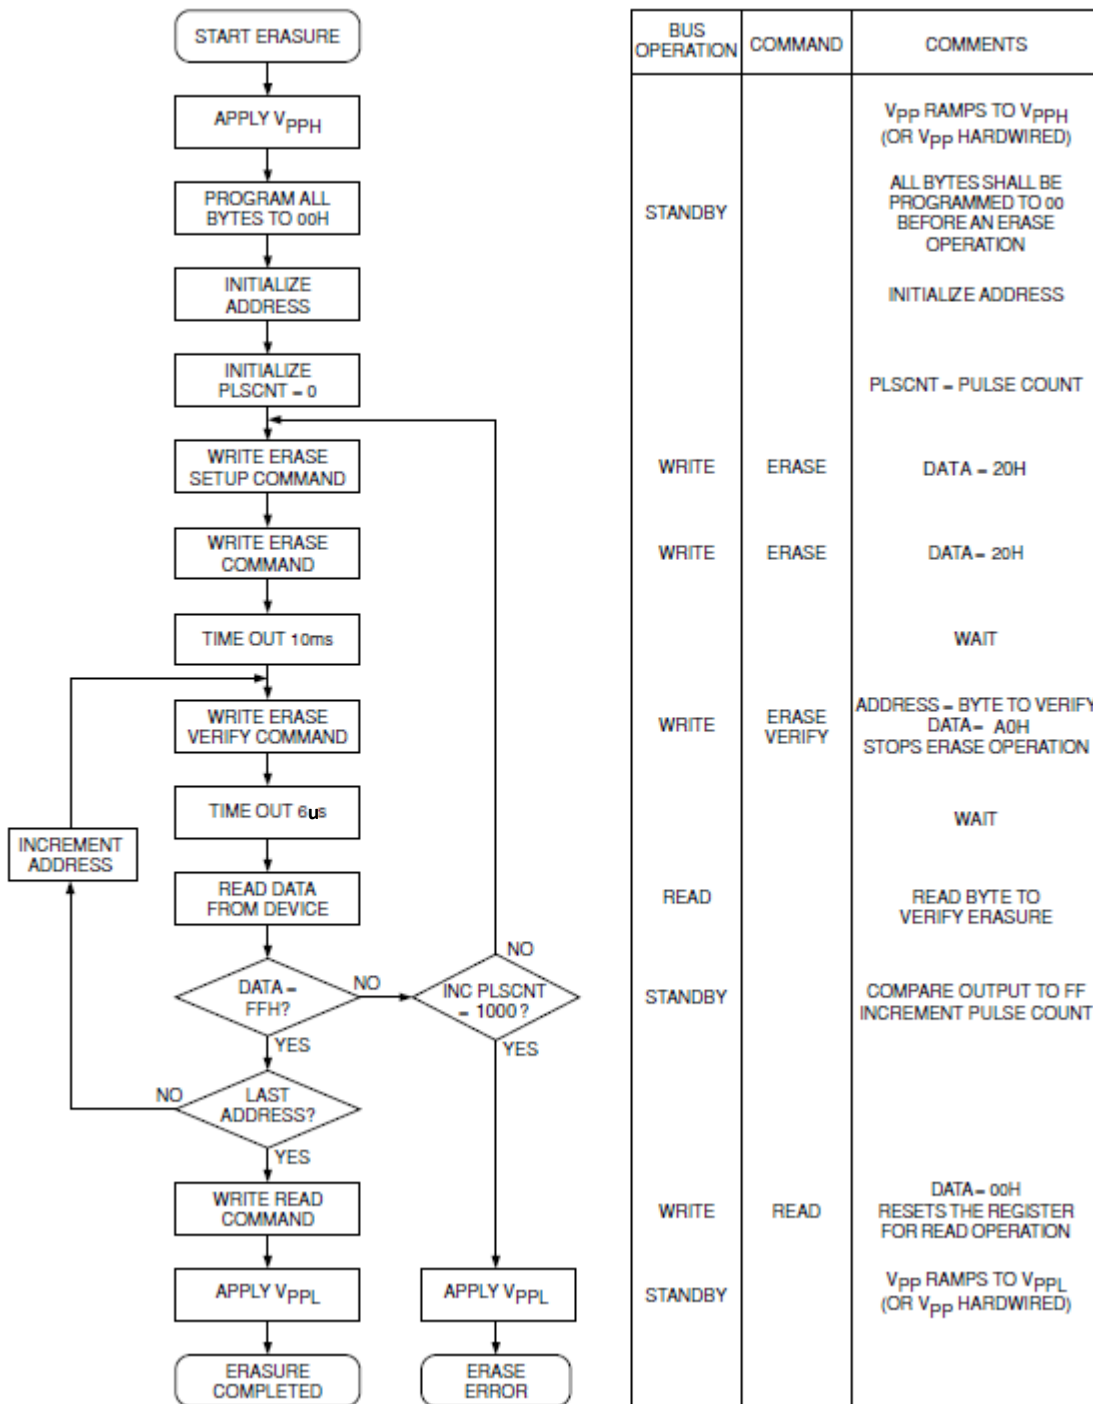 START ERASURE
APPLY VPPH
PROGRAM ALL
BYTES TO 00H
INITIALIZE
ADDRESS
INITIALIZE
PLSCNT = 0
WRITE ERASE
SETUP COMMAND
WRITE ERASE
COMMAND
TIME OUT 10ms
WRITE ERASE
VERIFY COMMAND
TIME OUT 6us
INCREMENT
ADDRESS
READ DATA
FROM DEVICE
DATA =
FFH?
NO
YES
INC PLSCNT
= 1000?
NO
YES
LAST
ADDRESS?
NO
YES
WRITE READ
COMMAND
APPLY VPPL
APPLY VPPL
ERASURE
COMPLETED
ERASE
ERROR
BUS
OPERATION
COMMAND
COMMENTS
VPP RAMPS TO VPPH
(OR VPP HARDWIRED)
STANDBY
ALL BYTES SHALL BE
PROGRAMMED TO 00
BEFORE AN ERASE
OPERATION
INITIALIZE ADDRESS
PLSCNT = PULSE COUNT
WRITE
ERASE
DATA = 20H
WRITE
ERASE
DATA = 20H
WAIT
WRITE
ERASE
VERIFY
ADDRESS = BYTE TO VERIFY
DATA = A0H
STOPS ERASE OPERATION
WAIT
READ
READ BYTE TO
VERIFY ERASURE
STANDBY
COMPARE OUTPUT TO FF
INCREMENT PULSE COUNT
WRITE
READ
DATA = 00H
RESETS THE REGISTER
FOR READ OPERATION
STANDBY
VPP RAMPS TO VPPL
(OR VPP HARDWIRED)